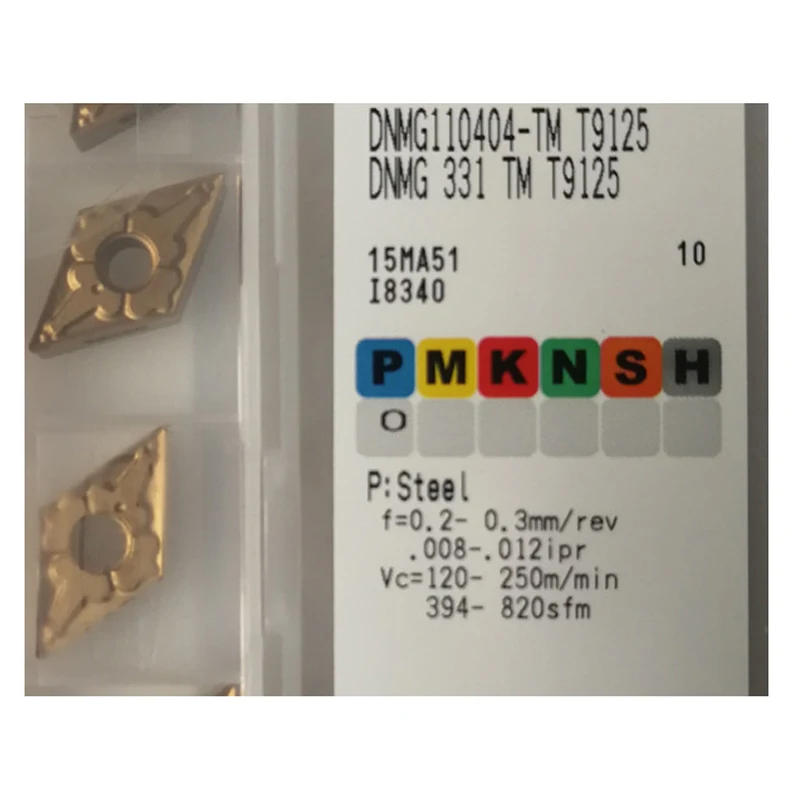 DNMG110404-TM T9125
DNMG 331 TM T9125
15MA51 10
I8340
P M K N S H
O
P:Steel
f=0.2- 0.3mm/rev
.008-.012ipr
Vc=120- 250m/min
394- 820sfm